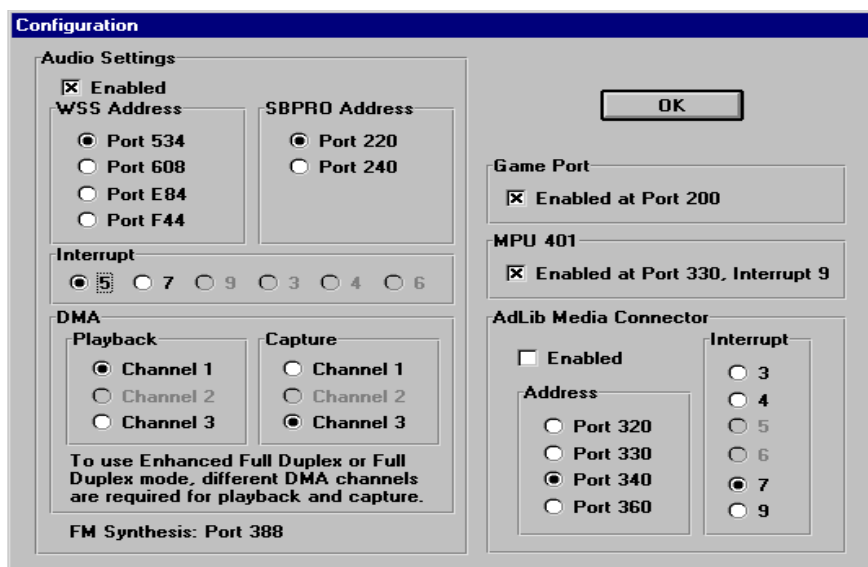 Configuration
Audio Settings
Enabled
WSS Address
Port 534
Port 608
Port E84
Port F44
SBPRO Address
Port 220
Port 240
Interrupt
5 7 9 3 4 6
DMA
Playback
Channel 1
Channel 2
Channel 3
Capture
Channel 1
Channel 2
Channel 3
To use Enhanced Full Duplex or Full
Duplex mode, different DMA channels
are required for playback and capture.
FM Synthesis: Port 388
OK
Game Port
Enabled at Port 200
MPU 401
Enabled at Port 330, Interrupt 9
AdLib Media Connector
Enabled
Address
Port 320
Port 330
Port 340
Port 360
Interrupt
3
4
5
6
7
9